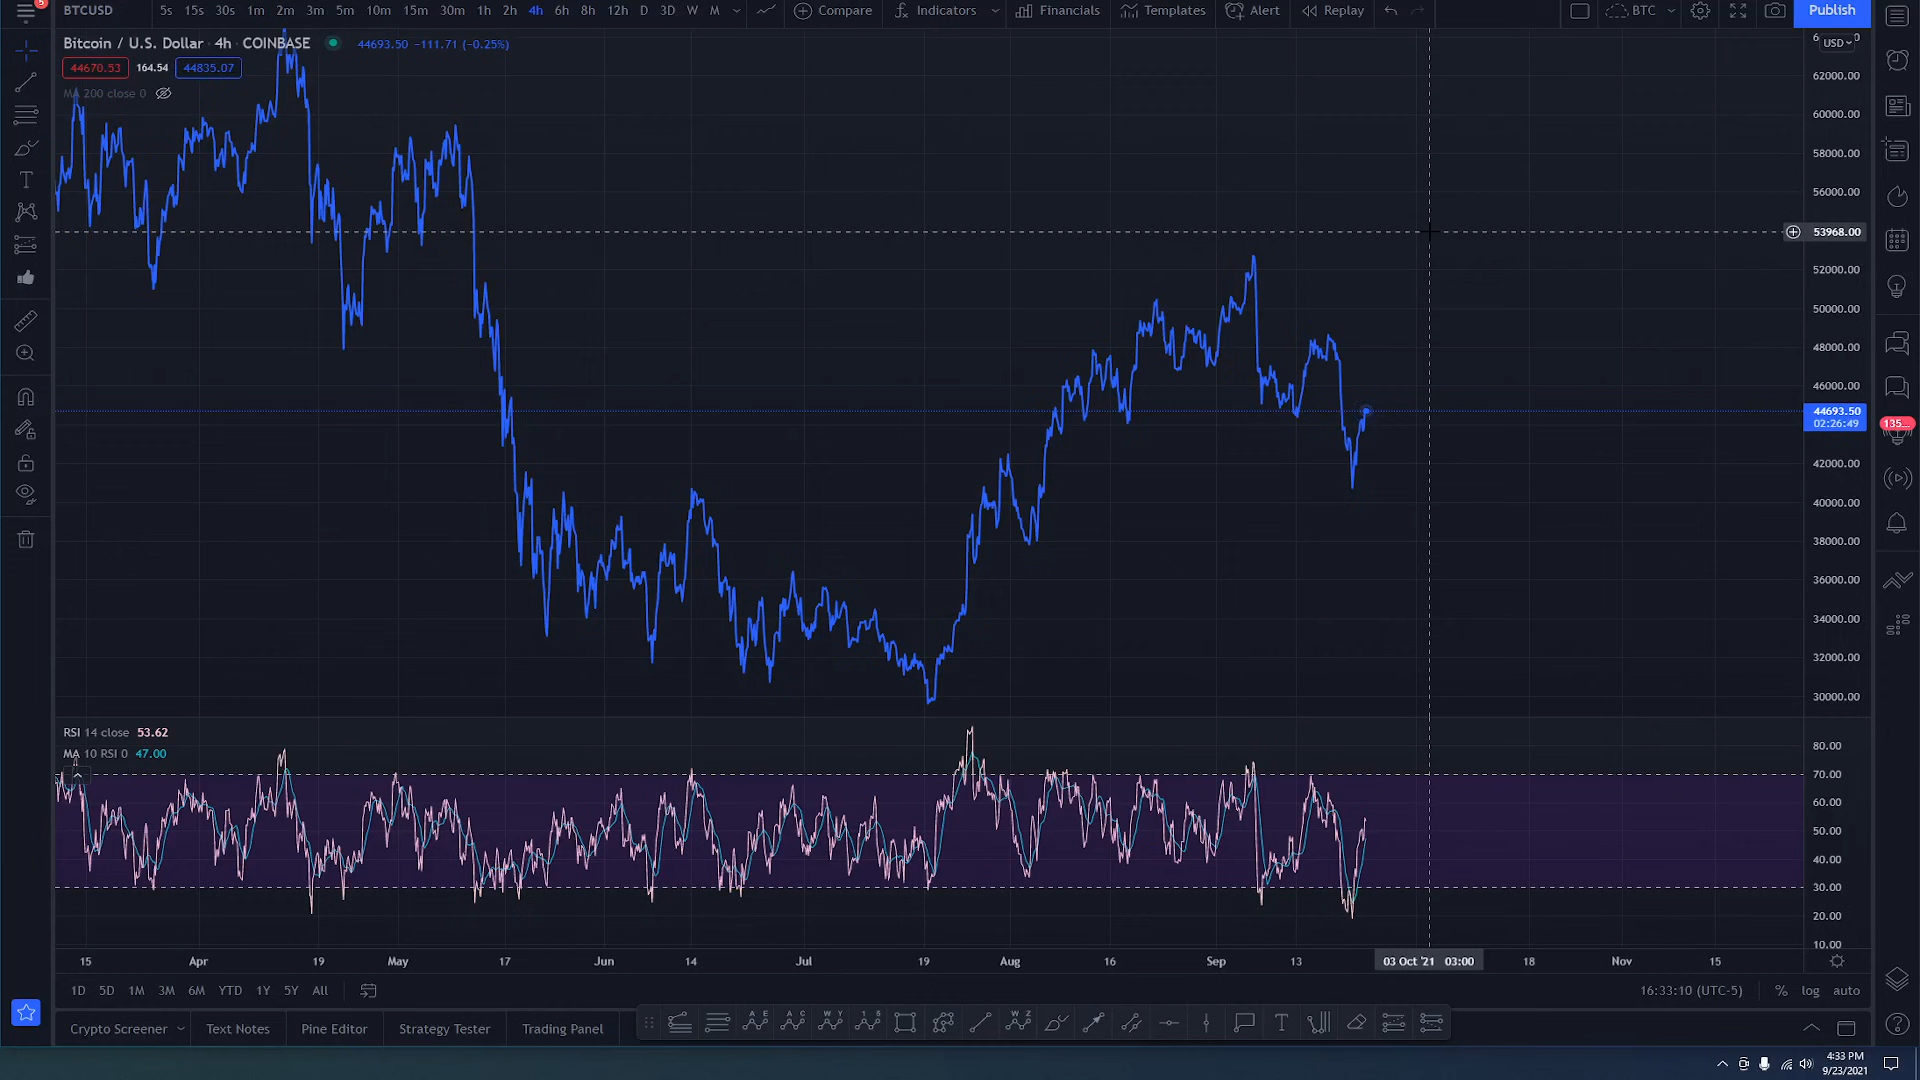 5
BTCUSD 5s 15s 30s 1m 2m 3m 5m 10m 15m 30m 1h 2h 4h 6h 8h 12h D 3D W M Compare Indicators Financials Templates Alert Replay BTC Publish
Bitcoin / U.S. Dollar · 4h · COINBASE 44693.50 −111.71 (−0.25%)
44670.53 164.54 44835.07
MA 200 close 0
USD
62000.00
60000.00
58000.00
56000.00
53968.00
52000.00
50000.00
48000.00
46000.00
44693.50
02:26:49
135...
42000.00
40000.00
38000.00
36000.00
34000.00
32000.00
30000.00
RSI 14 close 53.62
MA 10 RSI 0 47.00
80.00
70.00
60.00
50.00
40.00
30.00
20.00
10.00
15 Apr 19 May 17 Jun 14 Jul 19 Aug 16 Sep 13 03 Oct '21 03:00 18 Nov 15
1D 5D 1M 3M 6M YTD 1Y 5Y All 16:33:10 (UTC-5) % log auto
Crypto Screener Text Notes Pine Editor Strategy Tester Trading Panel
4:33 PM
9/23/2021